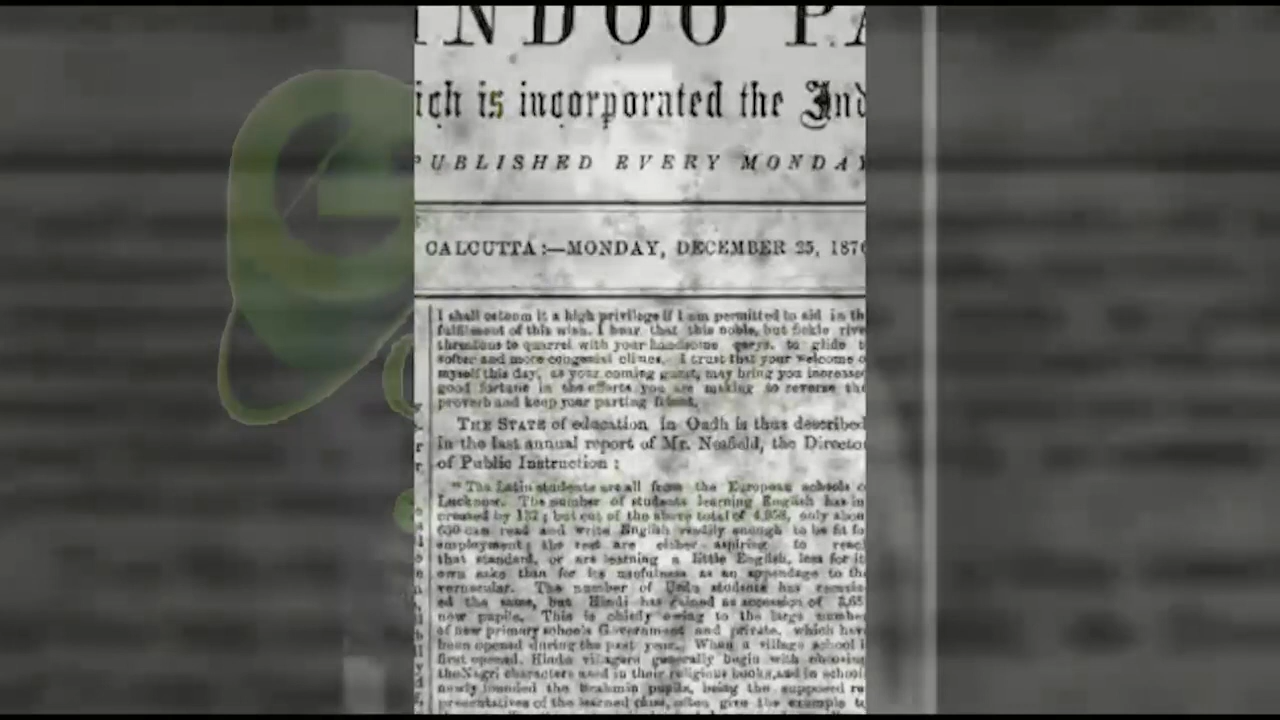 INDOO PA
ich is incorporated the Ind
PUBLISHED EVERY MONDAY
CALCUTTA:—MONDAY, DECEMBER 25, 1876
I shall esteem it a high privilege if I am permitted to aid in th
fulfilment of this wish. I hear that this noble, but fickle rive
threatens to quarrel with your handsome to glide t
softer and more congenial climes. I trust that your welcome o
myself this day, as your coming guest, may bring you increase
good fortune in the efforts you are making to reverse the
proverb and keep your parting friend.
THE STATE of education in Oudh is thus described
in the last annual report of Mr. Nesfield, the Directo
of Public Instruction :
"The Latin students are all from the European schools o
Lucknow. The number of students learning English has in
creased by 132 ; but out of the above total of only abou
650 can read and write English readily enough to be fit fo
employment; the rest are either aspiring to reac
that standard, or are learning a little English, less for it
own sake than for its usefulness as an appendage to the
vernacular. The number of Urdu students has remain
ed the same, but Hindi has gained an accession of
new pupils. This is chiefly owing to the large number
of new primary schools Government and private, which have
been opened during the past year. When a village school i
first opened, Hindu villagers generally begin with choosing
the Nagri characters used in their religious books, and in school
newly founded the Brahmin pupils, being the supposed re
presentatives of the learned class, often give the example to